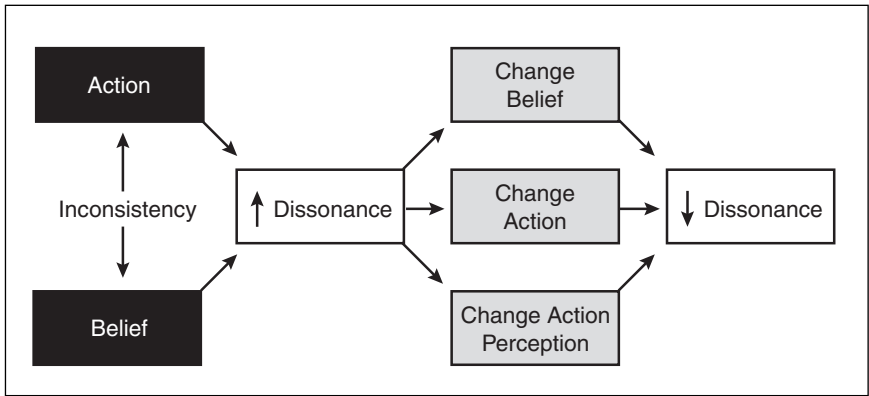 Action
Inconsistency
Belief
↑ Dissonance
Change
Belief
Change
Action
Change Action
Perception
↓ Dissonance